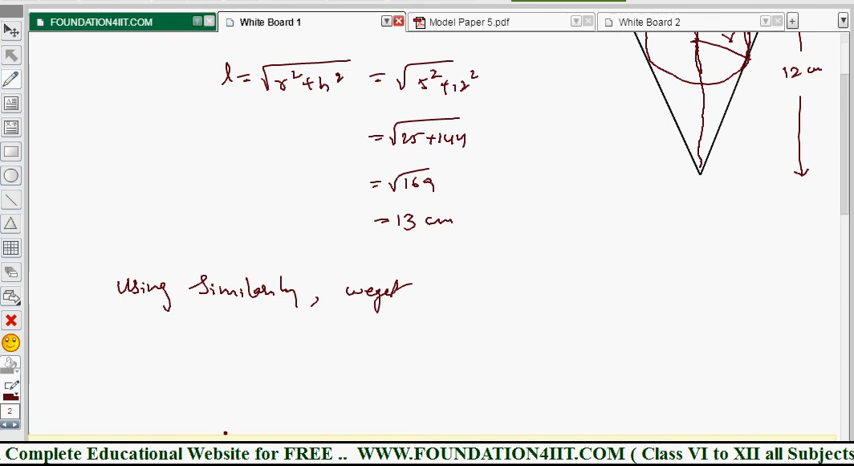 FOUNDATION4IIT.COM
White Board 1
Model Paper 5.pdf
White Board 2
l = √r²+h² = √5²+12²
12 cm
= √25+144
= √169
= 13 cm
Using Similarity, we get
2
Complete Educational Website for FREE .. WWW.FOUNDATION4IIT.COM ( Class VI to XII all Subjects